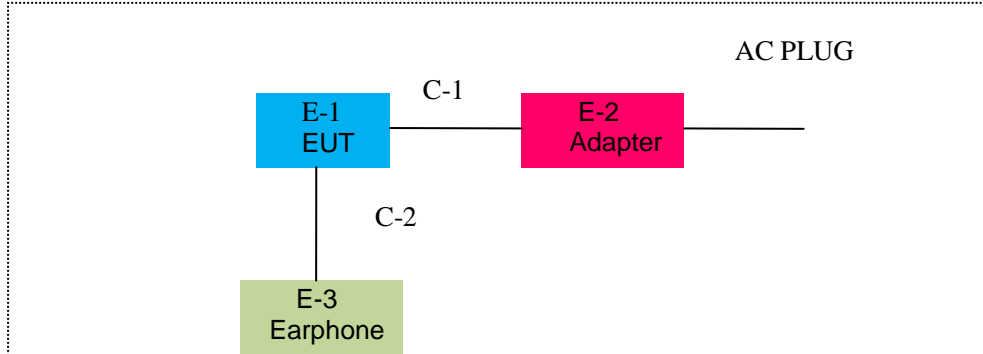 AC PLUG
C-1
E-1
EUT
E-2
Adapter
C-2
E-3
Earphone